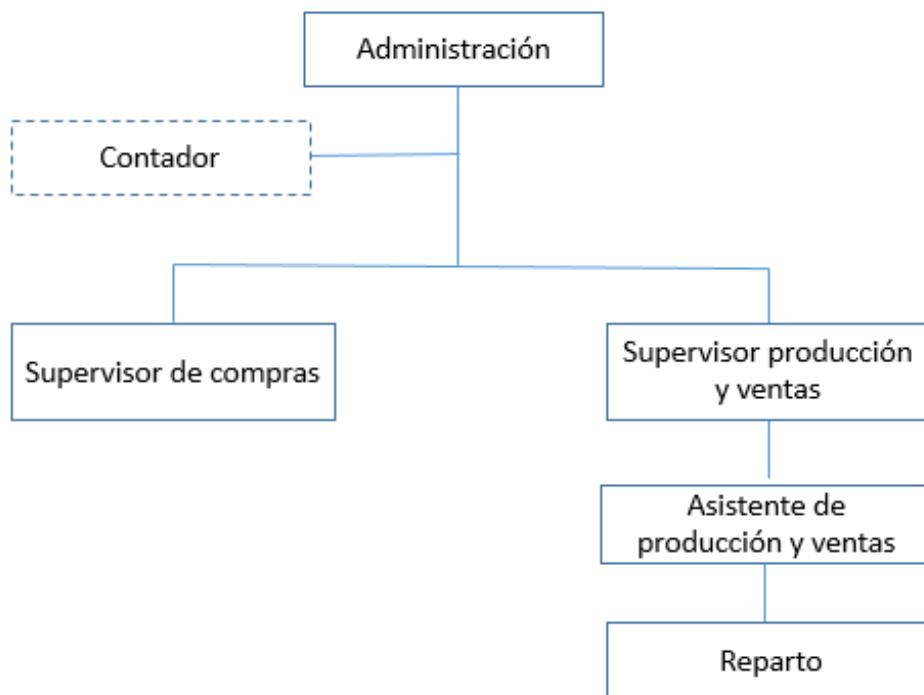 Administración
Contador
Supervisor de compras
Supervisor producción
y ventas
Asistente de
producción y ventas
Reparto